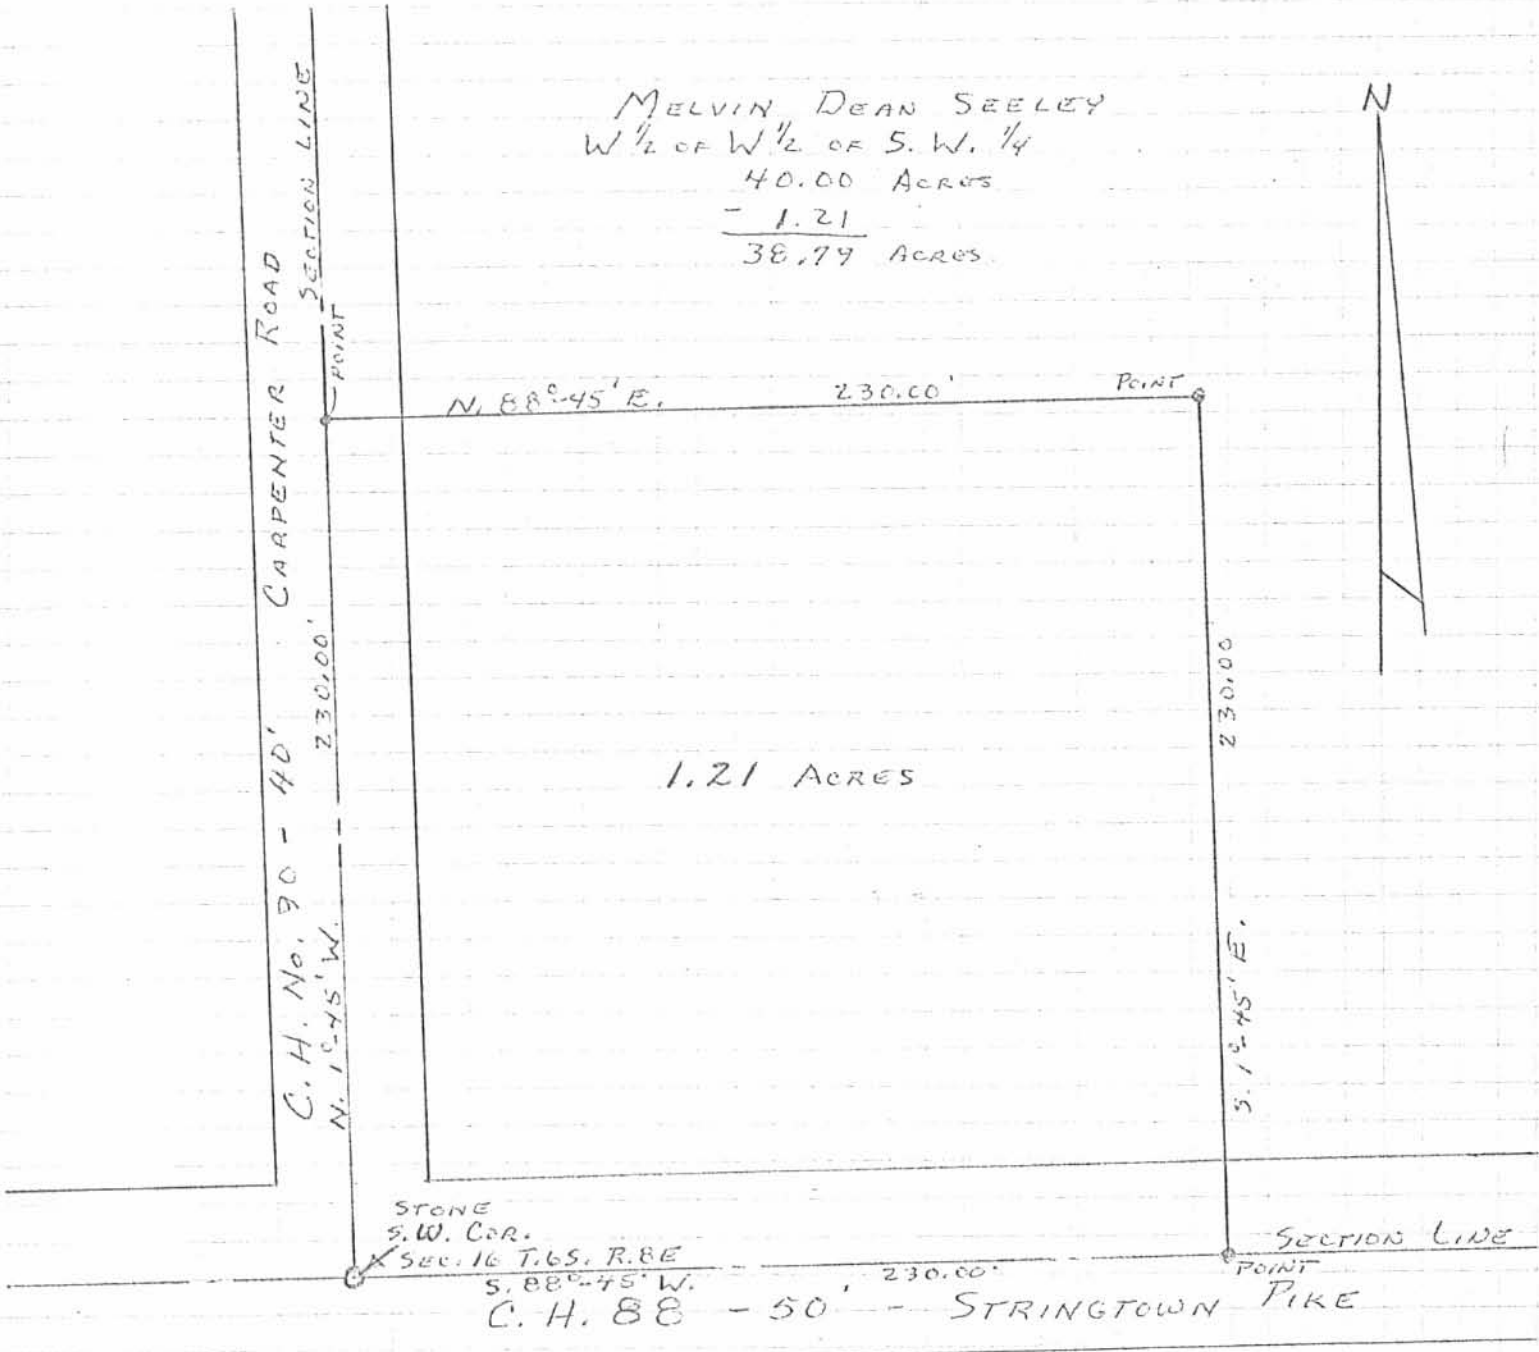 MELVIN DEAN SEELEY
W 1/2 OF W 1/2 OF S. W. 1/4
40.00 ACRES
- 1.21
38.79 ACRES
N
SECTION LINE
POINT
CARPENTER ROAD
C. H. No. 90 - 40'
N. 1°-45' W.
230.00'
N. 88°-45' E.
230.00'
POINT
230.00
S. 1°-45' E.
1.21 ACRES
STONE
S.W. COR.
SEC. 16 T.6S. R.8E
S. 88°-45' W.
230.00'
POINT
SECTION LINE
C. H. 88 - 50' - STRINGTOWN PIKE